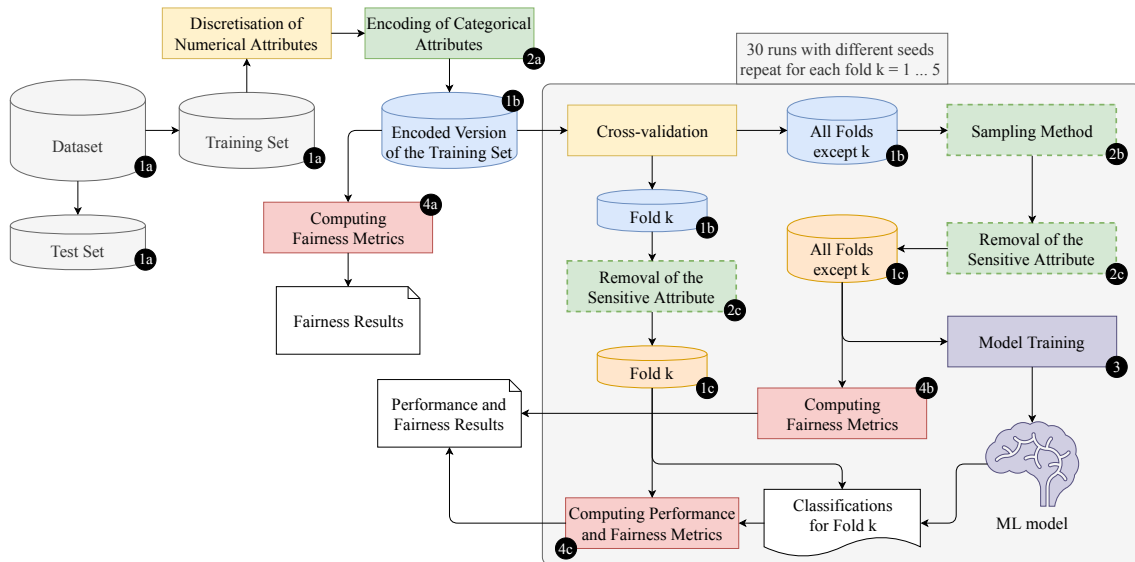 Discretisation of
Numerical Attributes
Encoding of Categorical
Attributes
2a
30 runs with different seeds
repeat for each fold k = 1 ... 5
Dataset
1a
Training Set
1a
Encoded Version
of the Training Set
1b
Cross-validation
All Folds
except k
1b
Sampling Method
2b
Test Set
1a
Computing
Fairness Metrics
4a
Fold k
1b
All Folds
except k
1c
Removal of the
Sensitive Attribute
2c
Removal of the
Sensitive Attribute
2c
Fairness Results
Fold k
1c
Model Training
3
Performance and
Fairness Results
Computing
Fairness Metrics
4b
Computing Performance
and Fairness Metrics
4c
Classifications
for Fold k
ML model